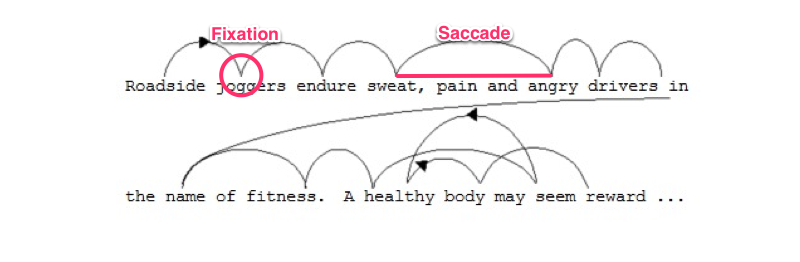 Fixation Saccade
Roadside joggers endure sweat, pain and angry drivers in
the name of fitness. A healthy body may seem reward ...